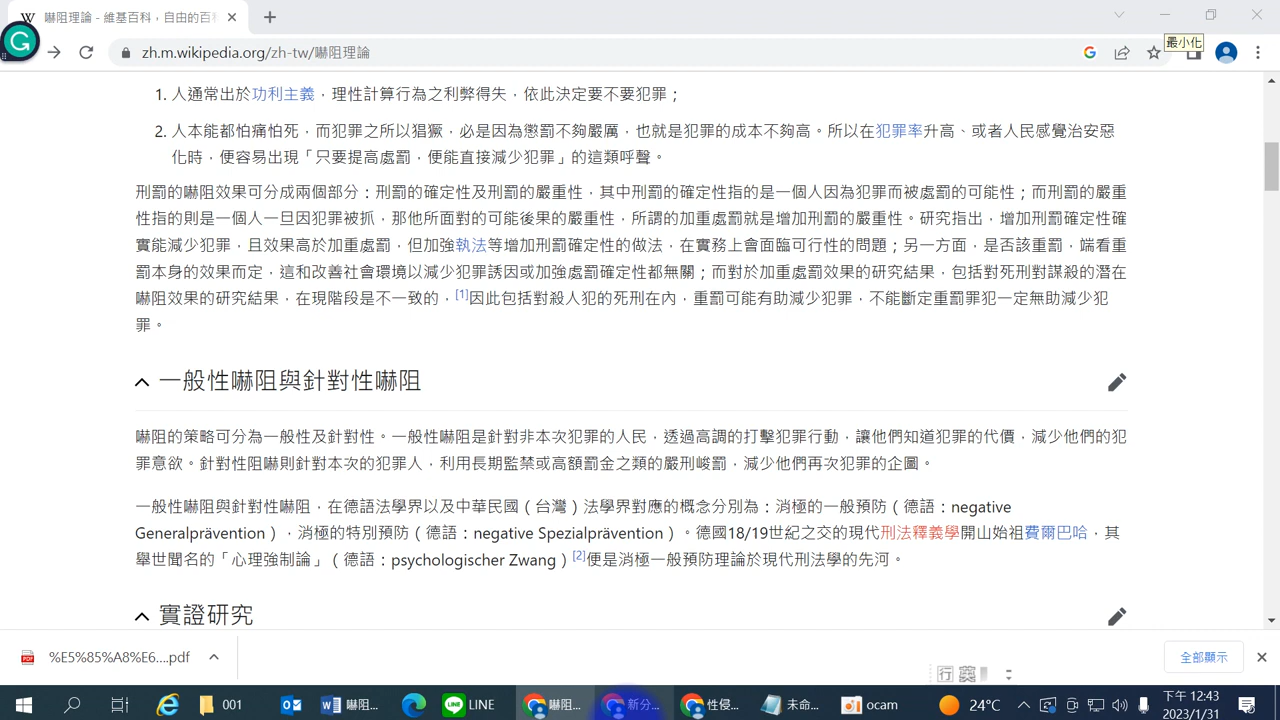 嚇阻理論 - 維基百科，自由的百科
zh.m.wikipedia.org/zh-tw/嚇阻理論
最小化
1. 人通常出於功利主義，理性計算行為之利弊得失，依此決定要不要犯罪；
2. 人本能都怕痛怕死，而犯罪之所以猖獗，必是因為懲罰不夠嚴厲，也就是犯罪的成本不夠高。所以在犯罪率升高、或者人民感覺治安惡
化時，便容易出現「只要提高處罰，便能直接減少犯罪」的這類呼聲。
刑罰的嚇阻效果可分成兩個部分：刑罰的確定性及刑罰的嚴重性，其中刑罰的確定性指的是一個人因為犯罪而被處罰的可能性；而刑罰的嚴重
性指的則是一個人一旦因犯罪被抓，那他所面對的可能後果的嚴重性，所謂的加重處罰就是增加刑罰的嚴重性。研究指出，增加刑罰確定性確
實能減少犯罪，且效果高於加重處罰，但加強執法等增加刑罰確定性的做法，在實務上會面臨可行性的問題；另一方面，是否該重罰，端看重
罰本身的效果而定，這和改善社會環境以減少犯罪誘因或加強處罰確定性都無關；而對於加重處罰效果的研究結果，包括對死刑對謀殺的潛在
嚇阻效果的研究結果，在現階段是不一致的，[1]因此包括對殺人犯的死刑在內，重罰可能有助減少犯罪，不能斷定重罰罪犯一定無助減少犯
罪。
一般性嚇阻與針對性嚇阻
嚇阻的策略可分為一般性及針對性。一般性嚇阻是針對非本次犯罪的人民，透過高調的打擊犯罪行動，讓他們知道犯罪的代價，減少他們的犯
罪意欲。針對性阻嚇則針對本次的犯罪人，利用長期監禁或高額罰金之類的嚴刑峻罰，減少他們再次犯罪的企圖。
一般性嚇阻與針對性嚇阻，在德語法學界以及中華民國（台灣）法學界對應的概念分別為：消極的一般預防（德語：negative
Generalprävention），消極的特別預防（德語：negative Spezialprävention）。德國18/19世紀之交的現代刑法釋義學開山始祖費爾巴哈，其
舉世聞名的「心理強制論」（德語：psychologischer Zwang）[2]便是消極一般預防理論於現代刑法學的先河。
實證研究
%E5%85%A8%E6....pdf
全部顯示
行 英
001 嚇阻... LINE 嚇阻... 新分... 性侵... 未命... ocam 24°C 下午 12:43
2023/1/31